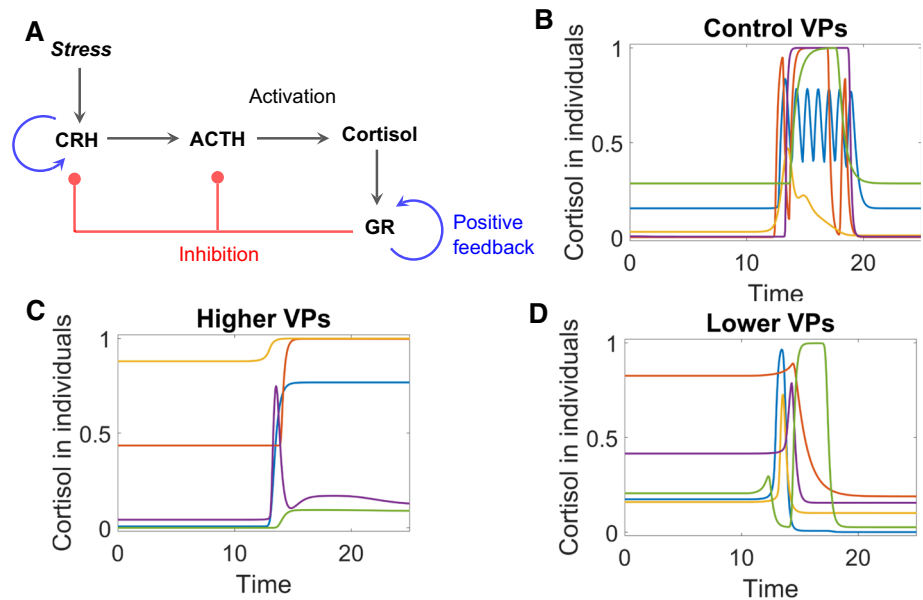 A
Stress
Activation
CRH
ACTH
Cortisol
GR
Positive
feedback
Inhibition
B
Control VPs
Cortisol in individuals
1
0.5
0
0
10
20
Time
C
Higher VPs
Cortisol in individuals
1
0.5
0
0
10
20
Time
D
Lower VPs
Cortisol in individuals
1
0.5
0
0
10
20
Time